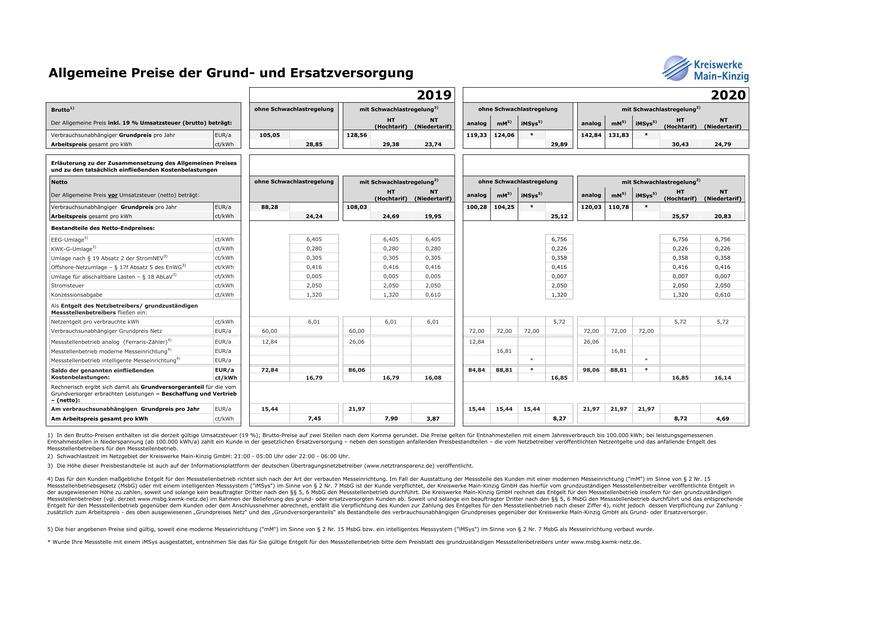 Allgemeine Preise der Grund- und Ersatzversorgung
Kreiswerke
Main-Kinzig
2019 2020
Brutto1) ohne Schwachlastregelung mit Schwachlastregelung2) ohne Schwachlastregelung mit Schwachlastregelung2)
Der Allgemeine Preis inkl. 19 % Umsatzsteuer (brutto) beträgt: HT (Hochtarif) NT (Niedertarif) analog mM5) iMSys5) analog mM5) iMSys5) HT (Hochtarif) NT (Niedertarif)
Verbrauchsunabhängiger Grundpreis pro Jahr EUR/a 105,05 128,56 119,33 124,06 * 142,84 131,83 *
Arbeitspreis gesamt pro kWh ct/kWh 28,85 29,38 23,74 29,89 30,43 24,79
Erläuterung zu der Zusammensetzung des Allgemeinen Preises
und zu den tatsächlich einfließenden Kostenbelastungen
Netto ohne Schwachlastregelung mit Schwachlastregelung2) ohne Schwachlastregelung mit Schwachlastregelung2)
Der Allgemeine Preis vor Umsatzsteuer (netto) beträgt: HT (Hochtarif) NT (Niedertarif) analog mM5) iMSys5) analog mM5) iMSys5) HT (Hochtarif) NT (Niedertarif)
Verbrauchsunabhängiger Grundpreis pro Jahr EUR/a 88,28 108,03 100,28 104,25 * 120,03 110,78 *
Arbeitspreis gesamt pro kWh ct/kWh 24,24 24,69 19,95 25,12 25,57 20,83
Bestandteile des Netto-Endpreises:
EEG-Umlage3) ct/kWh 6,405 6,405 6,405 6,756 6,756 6,756
KWK-G-Umlage3) ct/kWh 0,280 0,280 0,280 0,226 0,226 0,226
Umlage nach § 19 Absatz 2 der StromNEV3) ct/kWh 0,305 0,305 0,305 0,358 0,358 0,358
Offshore-Netzumlage – § 17f Absatz 5 des EnWG3) ct/kWh 0,416 0,416 0,416 0,416 0,416 0,416
Umlage für abschaltbare Lasten – § 18 AbLaV3) ct/kWh 0,005 0,005 0,005 0,007 0,007 0,007
Stromsteuer ct/kWh 2,050 2,050 2,050 2,050 2,050 2,050
Konzessionsabgabe ct/kWh 1,320 1,320 0,610 1,320 1,320 0,610
Als Entgelt des Netzbetreibers/ grundzuständigen
Messstellenbetreibers fließen ein:
Netzentgelt pro verbrauchte kWh ct/kWh 6,01 6,01 6,01 5,72 5,72 5,72
Verbrauchsunabhängiger Grundpreis Netz EUR/a 60,00 60,00 72,00 72,00 72,00 72,00 72,00 72,00
Messstellenbetrieb analog (Ferraris-Zähler)4) EUR/a 12,84 26,06 12,84 26,06
Messstellenbetrieb moderne Messeinrichtung4) EUR/a 16,81 16,81
Messstellenbetrieb intelligente Messeinrichtung4) EUR/a * *
Saldo der genannten einfließenden EUR/a 72,84 86,06 84,84 88,81 * 98,06 88,81 *
Kostenbelastungen: ct/kWh 16,79 16,79 16,08 16,85 16,85 16,14
Rechnerisch ergibt sich damit als Grundversorgeranteil für die vom
Grundversorger erbrachten Leistungen – Beschaffung und Vertrieb
– (netto):
Am verbrauchsunabhängigen Grundpreis pro Jahr EUR/a 15,44 21,97 15,44 15,44 15,44 21,97 21,97 21,97
Am Arbeitspreis gesamt pro kWh ct/kWh 7,45 7,90 3,87 8,27 8,72 4,69
1) In den Brutto-Preisen enthalten ist die derzeit gültige Umsatzsteuer (19 %); Brutto-Preise auf zwei Stellen nach dem Komma gerundet. Die Preise gelten für Entnahmestellen mit einem Jahresverbrauch bis 100.000 kWh; bei leistungsgemessenen
Entnahmestellen in Niederspannung (ab 100.000 kWh/a) zahlt ein Kunde in der gesetzlichen Ersatzversorgung – neben den sonstigen anfallenden Preisbestandteilen – die vom Netzbetreiber veröffentlichten Netzentgelte und das anfallende Entgelt des
Messstellenbetreibers für den Messstellenbetrieb.
2) Schwachlastzeit im Netzgebiet der Kreiswerke Main-Kinzig GmbH: 21:00 - 05:00 Uhr oder 22:00 - 06:00 Uhr.
3) Die Höhe dieser Preisbestandteile ist auch auf der Informationsplattform der deutschen Übertragungsnetzbetreiber (www.netztransparenz.de) veröffentlicht.
4) Das für den Kunden maßgebliche Entgelt für den Messstellenbetrieb richtet sich nach der Art der verbauten Messeinrichtung. Im Fall der Ausstattung der Messstelle des Kunden mit einer modernen Messeinrichtung ("mM") im Sinne von § 2 Nr. 15
Messstellenbetriebsgesetz (MsbG) oder mit einem intelligenten Messsystem ("iMSys") im Sinne von § 2 Nr. 7 MsbG ist der Kunde verpflichtet, der Kreiswerke Main-Kinzig GmbH das hierfür vom grundzuständigen Messstellenbetreiber veröffentlichte Entgelt in
der ausgewiesenen Höhe zu zahlen, soweit und solange kein beauftragter Dritter nach den §§ 5, 6 MsbG den Messstellenbetrieb durchführt. Die Kreiswerke Main-Kinzig GmbH rechnet das Entgelt für den Messstellenbetrieb insofern für den grundzuständigen
Messstellenbetreiber (vgl. derzeit www.msbg.kwmk-netz.de) im Rahmen der Belieferung des grund- oder ersatzversorgten Kunden ab. Soweit und solange ein beauftragter Dritter nach den §§ 5, 6 MsbG den Messstellenbetrieb durchführt und das entsprechende
Entgelt für den Messstellenbetrieb gegenüber dem Kunden oder dem Anschlussnehmer abrechnet, entfällt die Verpflichtung des Kunden zur Zahlung des Entgeltes für den Messstellenbetrieb nach dieser Ziffer 4), nicht jedoch dessen Verpflichtung zur Zahlung -
zusätzlich zum Arbeitspreis - des oben ausgewiesenen „Grundpreises Netz“ und des „Grundversorgeranteils“ als Bestandteile des verbrauchsunabhängigen Grundpreises gegenüber der Kreiswerke Main-Kinzig GmbH als Grund- oder Ersatzversorger.
5) Die hier angebenen Preise sind gültig, soweit eine moderne Messeinrichtung ("mM") im Sinne von § 2 Nr. 15 MsbG bzw. ein intelligentes Messsystem ("iMSys") im Sinne von § 2 Nr. 7 MsbG als Messeinrichtung verbaut wurde.
* Wurde Ihre Messstelle mit einem iMSys ausgestattet, entnehmen Sie das für Sie gültige Entgelt für den Messstellenbetrieb bitte dem Preisblatt des grundzuständigen Messstellenbetreibers unter www.msbg.kwmk-netz.de.